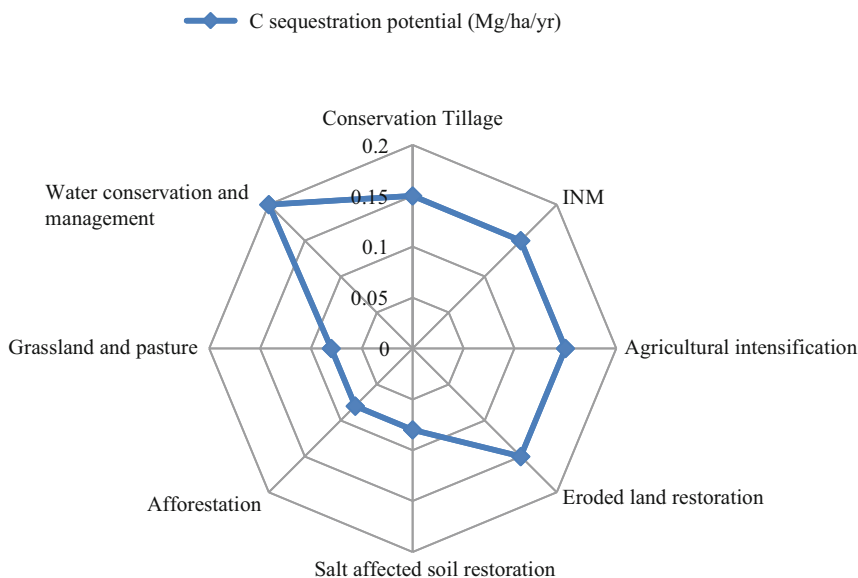 C sequestration potential (Mg/ha/yr)
Conservation Tillage
0.2
INM
Water conservation and
management
0.15
0.1
0.05
Grassland and pasture
0
Agricultural intensification
Afforestation
Eroded land restoration
Salt affected soil restoration